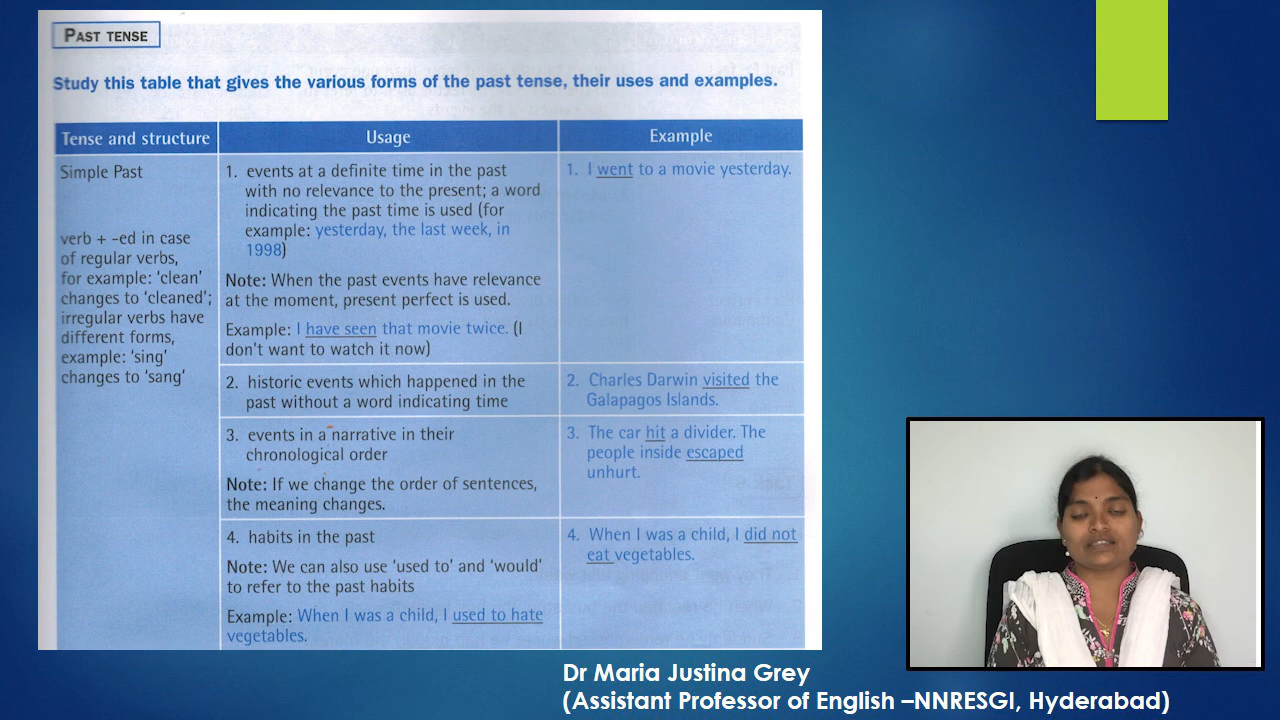 PAST TENSE
Study this table that gives the various forms of the past tense, their uses and examples.
Tense and structure
Usage
Example
Simple Past
verb + -ed in case
of regular verbs,
for example: ‘clean’
changes to ‘cleaned’;
irregular verbs have
different forms,
example: ‘sing’
changes to ‘sang’
1. events at a definite time in the past
with no relevance to the present; a word
indicating the past time is used (for
example: yesterday, the last week, in
1998)
Note: When the past events have relevance
at the moment, present perfect is used.
Example: I have seen that movie twice. (I
don’t want to watch it now)
1. I went to a movie yesterday.
2. historic events which happened in the
past without a word indicating time
2. Charles Darwin visited the
Galapagos Islands.
3. events in a narrative in their
chronological order
Note: If we change the order of sentences,
the meaning changes.
3. The car hit a divider. The
people inside escaped
unhurt.
4. habits in the past
Note: We can also use ‘used to’ and ‘would’
to refer to the past habits
Example: When I was a child, I used to hate
vegetables.
4. When I was a child, I did not
eat vegetables.
Dr Maria Justina Grey
(Assistant Professor of English –NNRESGI, Hyderabad)